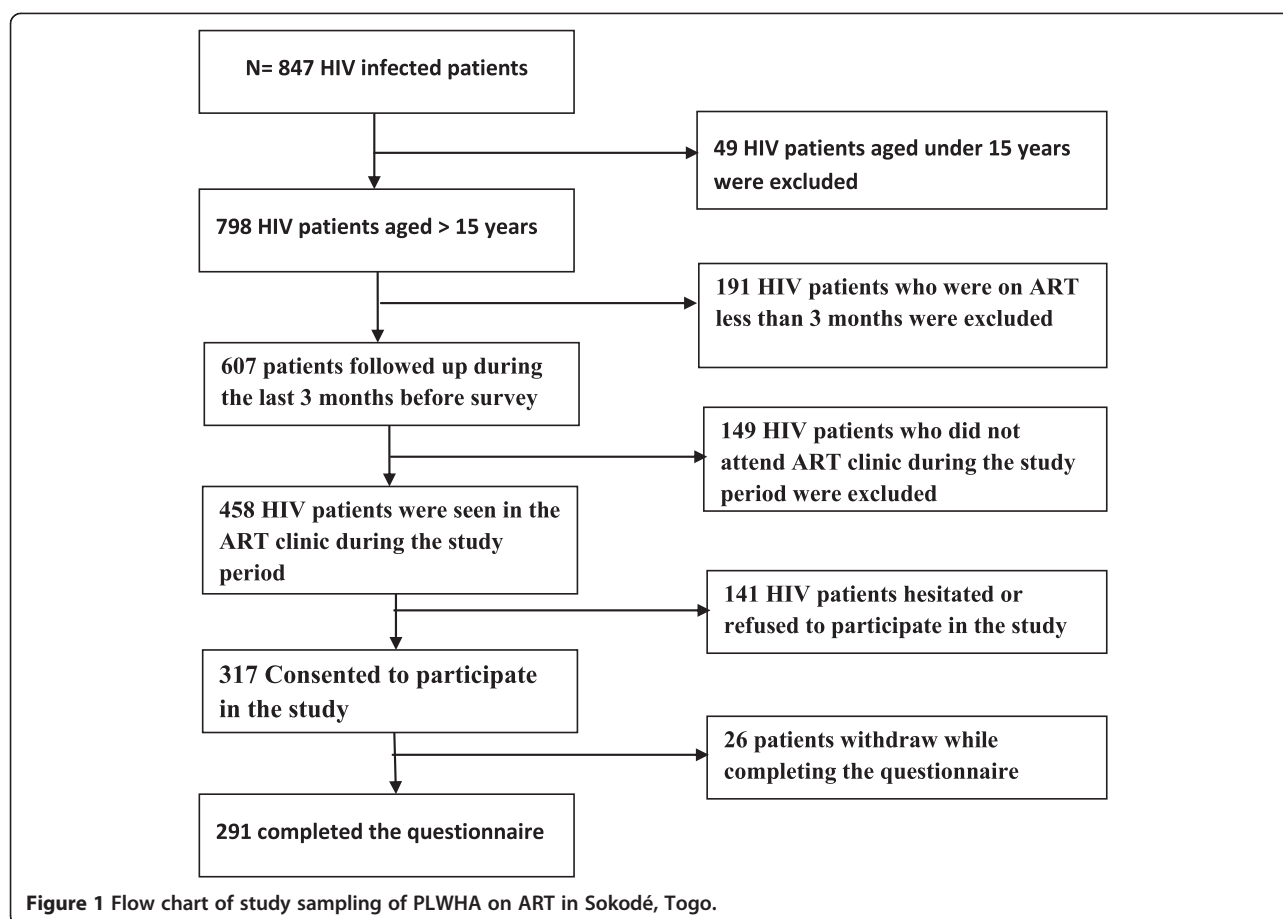 N= 847 HIV infected patients
49 HIV patients aged under 15 years
were excluded
798 HIV patients aged > 15 years
191 HIV patients who were on ART
less than 3 months were excluded
607 patients followed up during
the last 3 months before survey
149 HIV patients who did not
attend ART clinic during the study
period were excluded
458 HIV patients were seen in the
ART clinic during the study
period
141 HIV patients hesitated or
refused to participate in the study
317 Consented to participate
in the study
26 patients withdraw while
completing the questionnaire
291 completed the questionnaire
Figure 1 Flow chart of study sampling of PLWHA on ART in Sokodé, Togo.